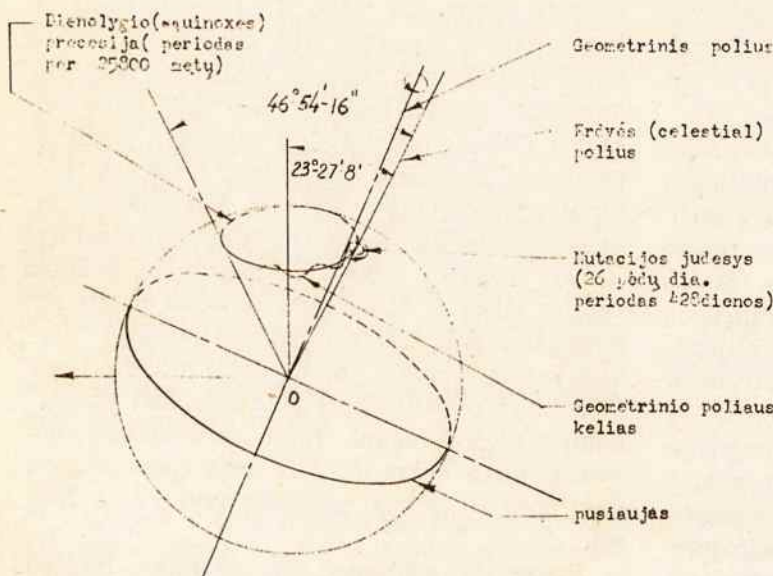 Dienolygio(equinoxes)
precesija( periodas
per 25800 metų)
46°54'-16"
23°27'8'
Geometrinis polius
Erdvės (celestial)
polius
Nutacijos judesys
(26 pėdų dia.
periodas 428dienos)
Geometrinio poliaus
kelias
O
pusiaujas